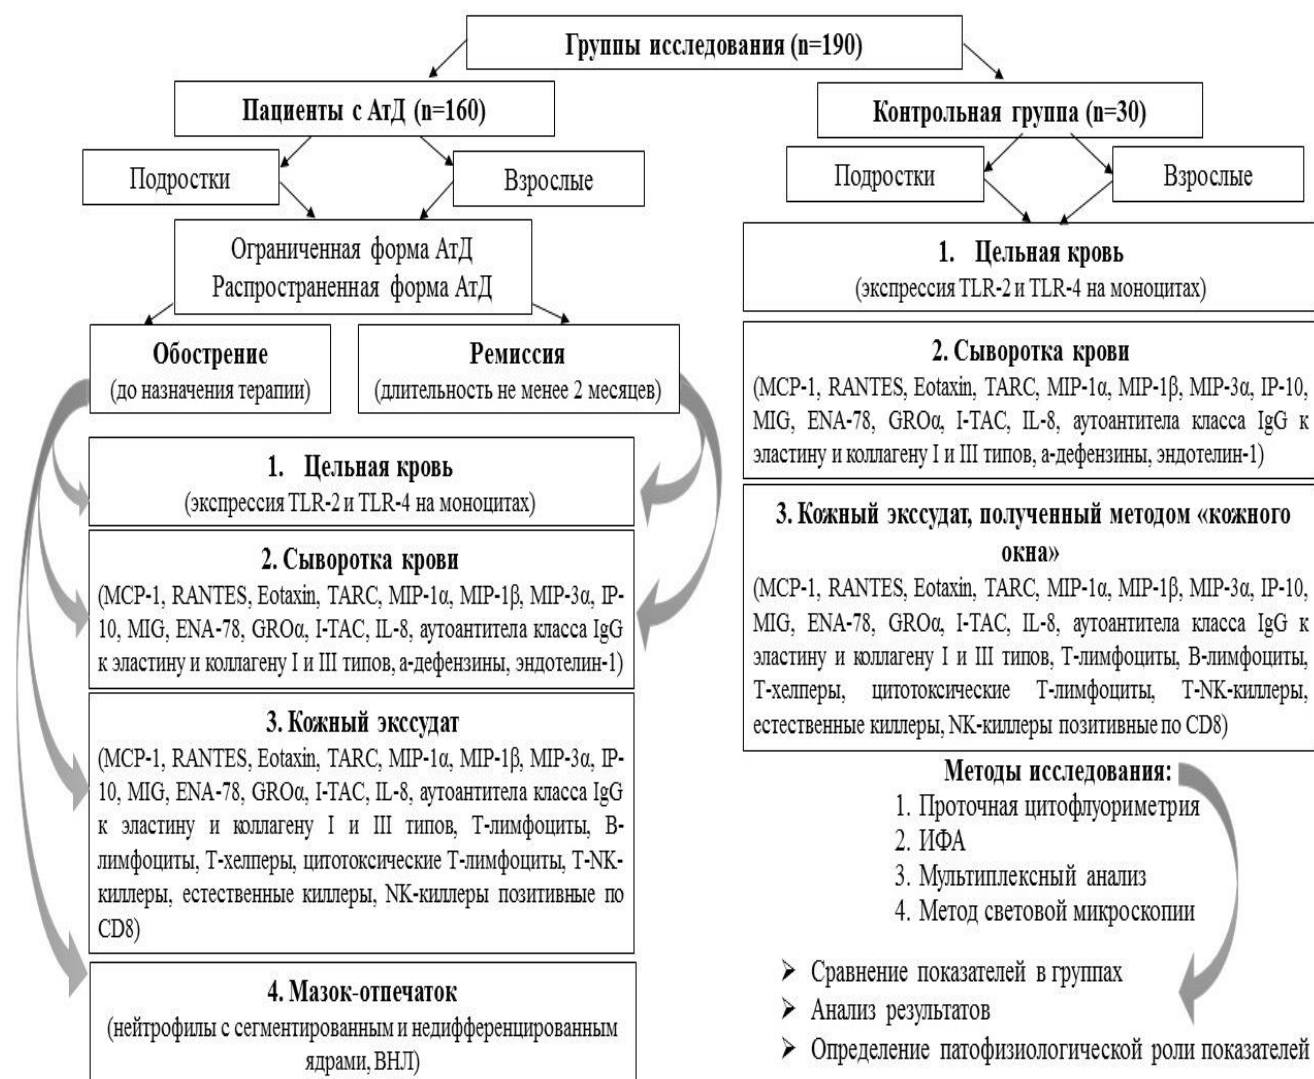 Группы исследования (n=190)
Пациенты с АтД (n=160)
Подростки
Взрослые
Ограниченная форма АтД
Распространенная форма АтД
Обострение
(до назначения терапии)
Ремиссия
(длительность не менее 2 месяцев)
1. Цельная кровь
(экспрессия TLR-2 и TLR-4 на моноцитах)
2. Сыворотка крови
(MCP-1, RANTES, Eotaxin, TARC, MIP-1α, MIP-1β, MIP-3α, IP-
10, MIG, ENA-78, GROα, I-TAC, IL-8, аутоантитела класса IgG
к эластину и коллагену I и III типов, а-дефензины, эндотелин-1)
3. Кожный экссудат
(MCP-1, RANTES, Eotaxin, TARC, MIP-1α, MIP-1β, MIP-3α, IP-
10, MIG, ENA-78, GROα, I-TAC, IL-8, аутоантитела класса IgG
к эластину и коллагену I и III типов, Т-лимфоциты, В-
лимфоциты, Т-хелперы, цитотоксические Т-лимфоциты, Т-NK-
киллеры, естественные киллеры, NK-киллеры позитивные по
CD8)
4. Мазок-отпечаток
(нейтрофилы с сегментированным и недифференцированным
ядрами, ВНЛ)
Контрольная группа (n=30)
Подростки
Взрослые
1. Цельная кровь
(экспрессия TLR-2 и TLR-4 на моноцитах)
2. Сыворотка крови
(MCP-1, RANTES, Eotaxin, TARC, MIP-1α, MIP-1β, MIP-3α, IP-10,
MIG, ENA-78, GROα, I-TAC, IL-8, аутоантитела класса IgG к
эластину и коллагену I и III типов, а-дефензины, эндотелин-1)
3. Кожный экссудат, полученный методом «кожного
окна»
(MCP-1, RANTES, Eotaxin, TARC, MIP-1α, MIP-1β, MIP-3α, IP-10,
MIG, ENA-78, GROα, I-TAC, IL-8, аутоантитела класса IgG к
эластину и коллагену I и III типов, Т-лимфоциты, В-лимфоциты,
Т-хелперы, цитотоксические Т-лимфоциты, Т-NK-киллеры,
естественные киллеры, NK-киллеры позитивные по CD8)
Методы исследования:
1. Проточная цитофлуориметрия
2. ИФА
3. Мультиплексный анализ
4. Метод световой микроскопии
➢ Сравнение показателей в группах
➢ Анализ результатов
➢ Определение патофизиологической роли показателей